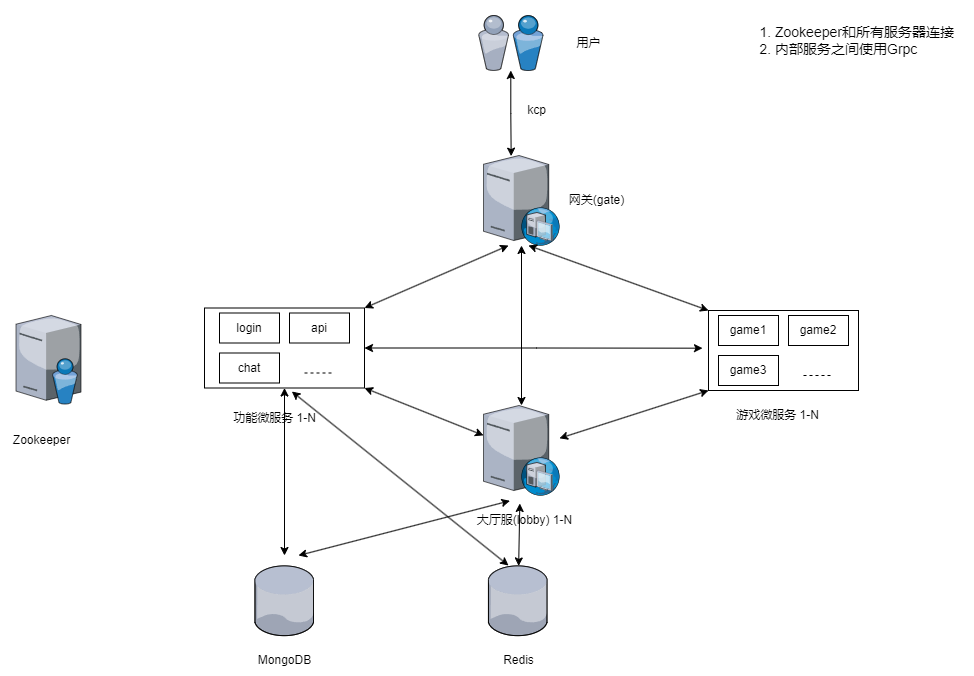 用户
1. Zookeeper和所有服务器连接
2. 内部服务之间使用Grpc
kcp
网关(gate)
login
api
chat
-----
功能微服务 1-N
game1
game2
game3
-----
游戏微服务 1-N
Zookeeper
大厅服(lobby) 1-N
MongoDB
Redis